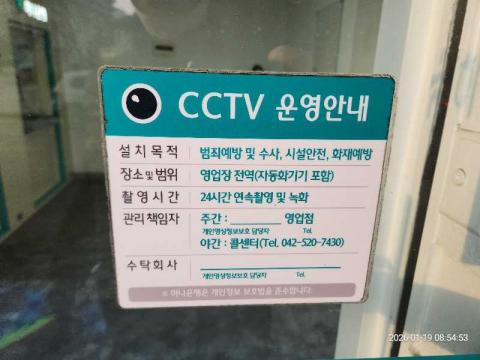 CCTV 운영안내
설치목적 범죄예방 및 수사, 시설안전, 화재예방
장소 및 범위 영업장 전역(자동화기기 포함)
촬영시간 24시간 연속촬영 및 녹화
관리책임자 주간 : 영업점
개인영상정보보호 담당자 Tel.
야간 : 콜센터(Tel. 042-520-7430)
수탁회사
개인영상정보보호 담당자 Tel.
※ 하나은행은 개인정보 보호법을 준수합니다.
2026-01-19 08:54:53